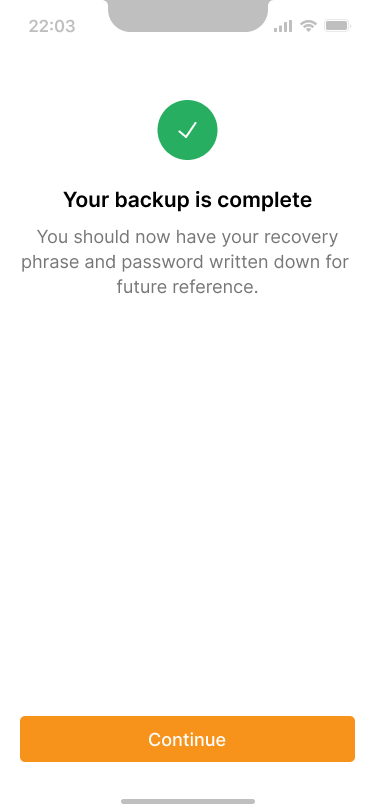 22:03
Your backup is complete
You should now have your recovery
phrase and password written down for
future reference.
Continue